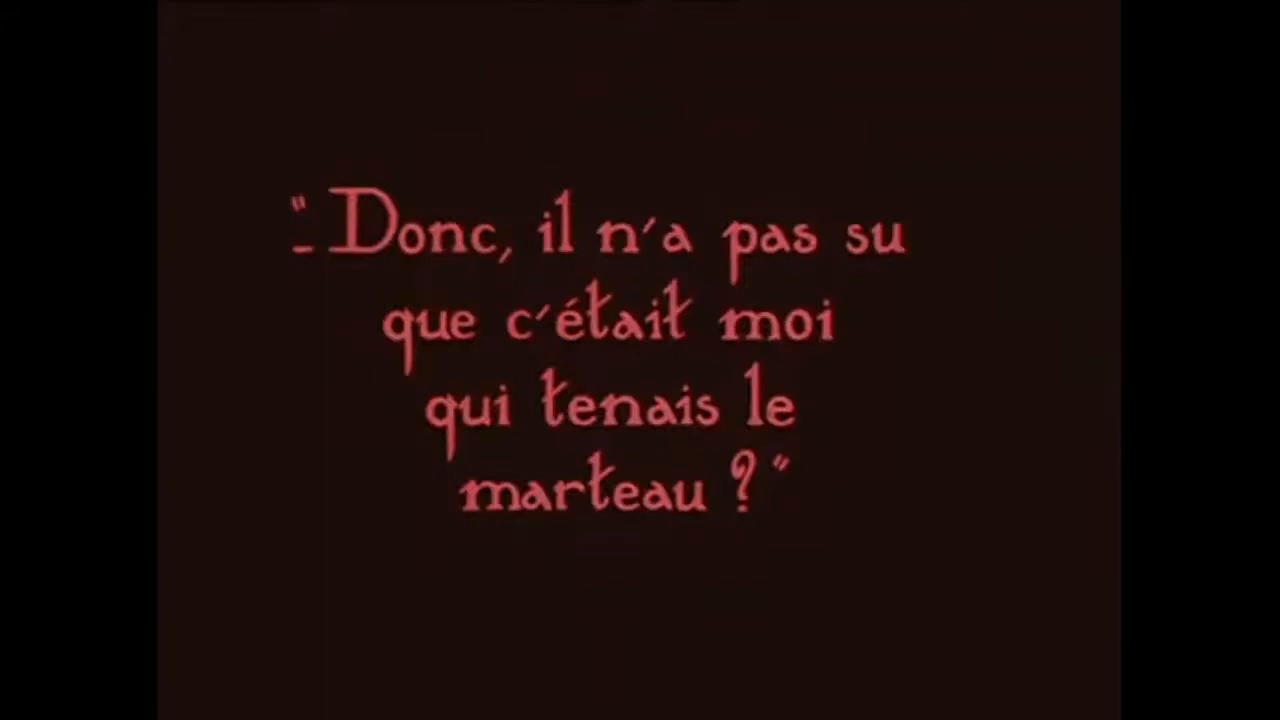 "- Donc, il n'a pas su
que c'était moi
qui tenais le
marteau ?"